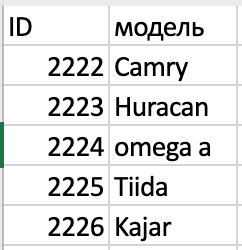 ID модель
2222 Camry
2223 Huracan
2224 omega a
2225 Tiida
2226 Kajar